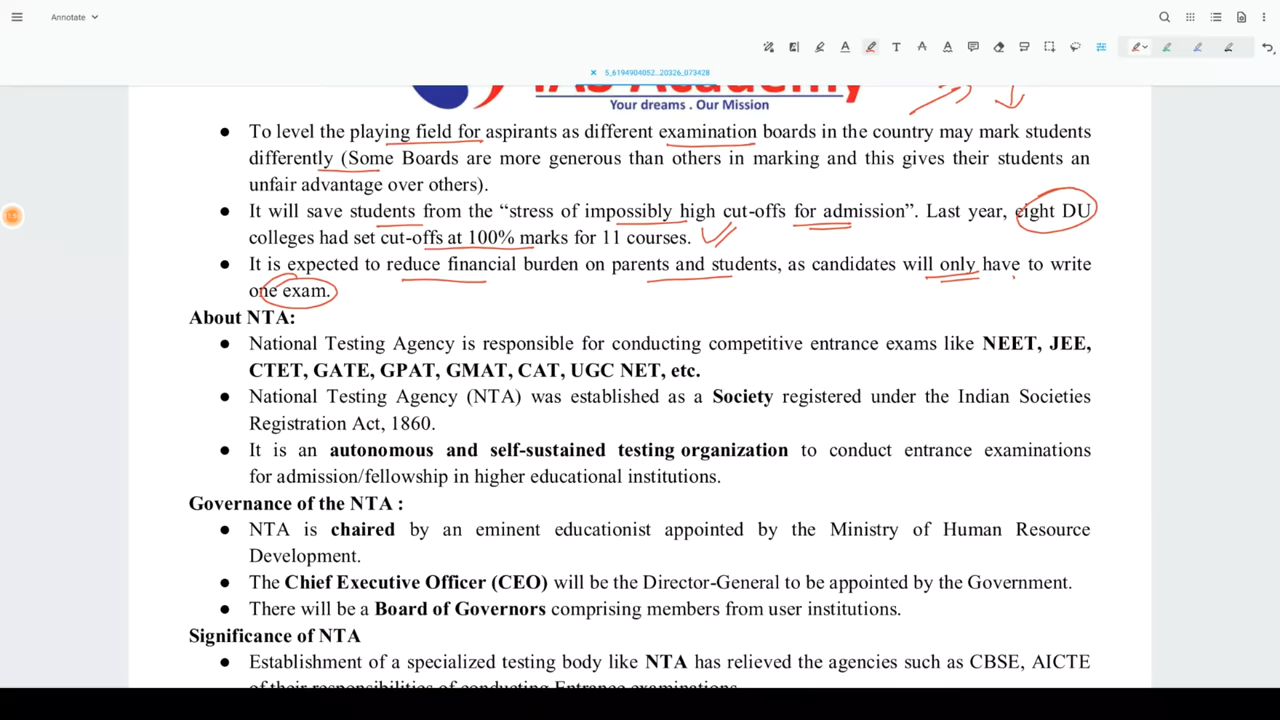 Annotate
5_6194904052...20326_073428
IAS Academy
Your dreams . Our Mission
● To level the playing field for aspirants as different examination boards in the country may mark students
differently (Some Boards are more generous than others in marking and this gives their students an
unfair advantage over others).
● It will save students from the “stress of impossibly high cut-offs for admission”. Last year, eight DU
colleges had set cut-offs at 100% marks for 11 courses.
● It is expected to reduce financial burden on parents and students, as candidates will only have to write
one exam.
About NTA:
● National Testing Agency is responsible for conducting competitive entrance exams like NEET, JEE,
CTET, GATE, GPAT, GMAT, CAT, UGC NET, etc.
● National Testing Agency (NTA) was established as a Society registered under the Indian Societies
Registration Act, 1860.
● It is an autonomous and self-sustained testing organization to conduct entrance examinations
for admission/fellowship in higher educational institutions.
Governance of the NTA :
● NTA is chaired by an eminent educationist appointed by the Ministry of Human Resource
Development.
● The Chief Executive Officer (CEO) will be the Director-General to be appointed by the Government.
● There will be a Board of Governors comprising members from user institutions.
Significance of NTA
● Establishment of a specialized testing body like NTA has relieved the agencies such as CBSE, AICTE
of their responsibilities of conducting Entrance examinations.